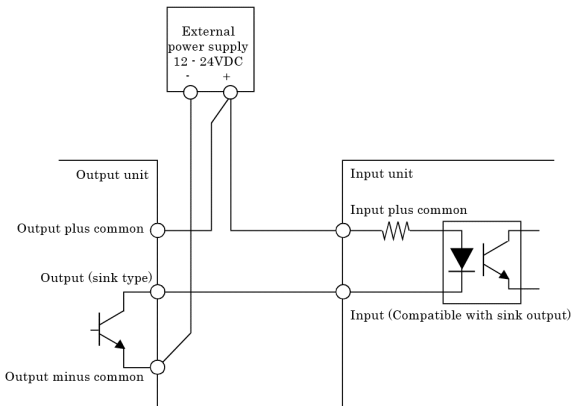 External
power supply
12 - 24VDC
- +
Output unit
Input unit
Input plus common
Output plus common
Output (sink type)
Input (Compatible with sink output)
Output minus common